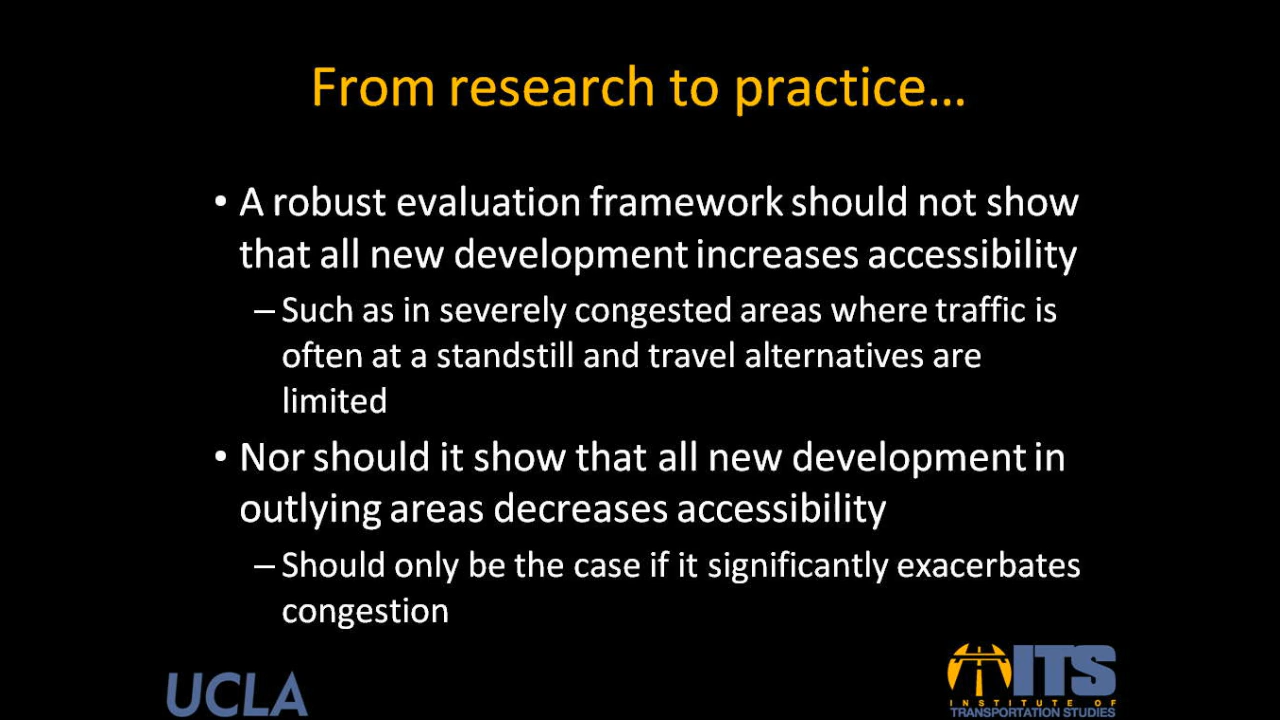 From research to practice…
• A robust evaluation framework should not show
that all new development increases accessibility
– Such as in severely congested areas where traffic is
often at a standstill and travel alternatives are
limited
• Nor should it show that all new development in
outlying areas decreases accessibility
– Should only be the case if it significantly exacerbates
congestion
UCLA
ITS
INSTITUTE OF
TRANSPORTATION STUDIES